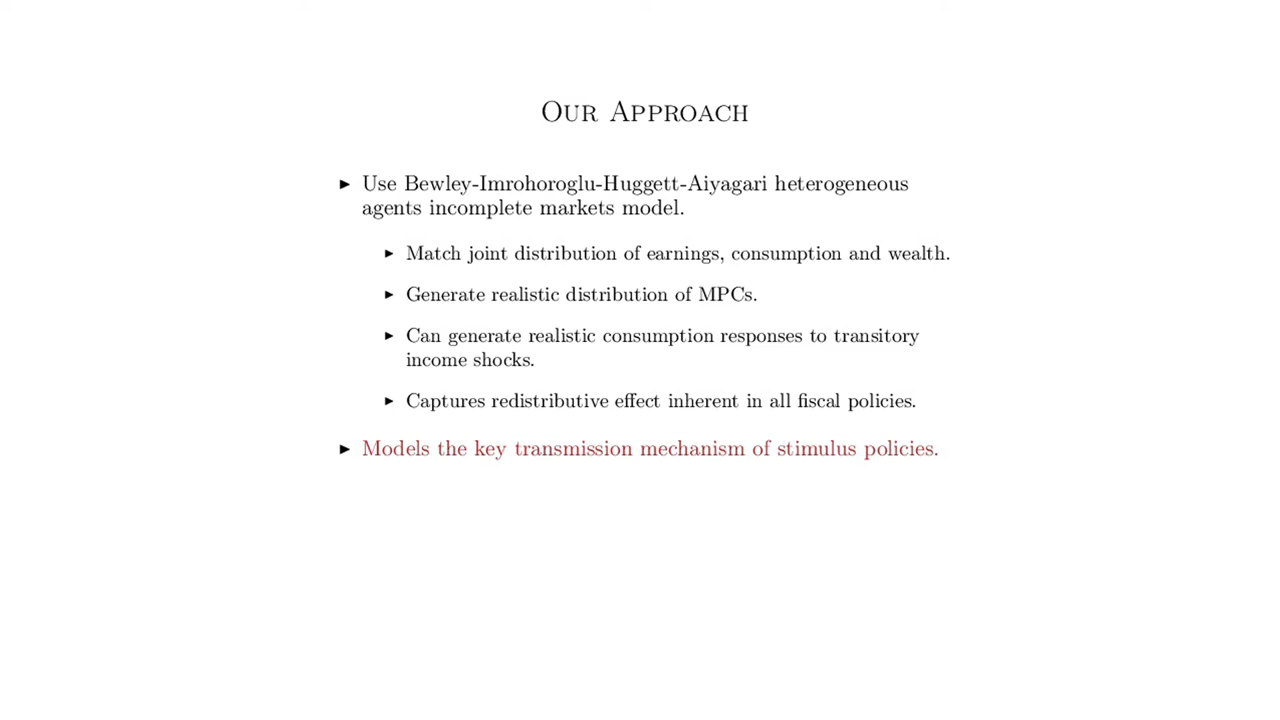 Our Approach
▶ Use Bewley-Imrohoroglu-Huggett-Aiyagari heterogeneous
agents incomplete markets model.
▶ Match joint distribution of earnings, consumption and wealth.
▶ Generate realistic distribution of MPCs.
▶ Can generate realistic consumption responses to transitory
income shocks.
▶ Captures redistributive effect inherent in all fiscal policies.
▶ Models the key transmission mechanism of stimulus policies.